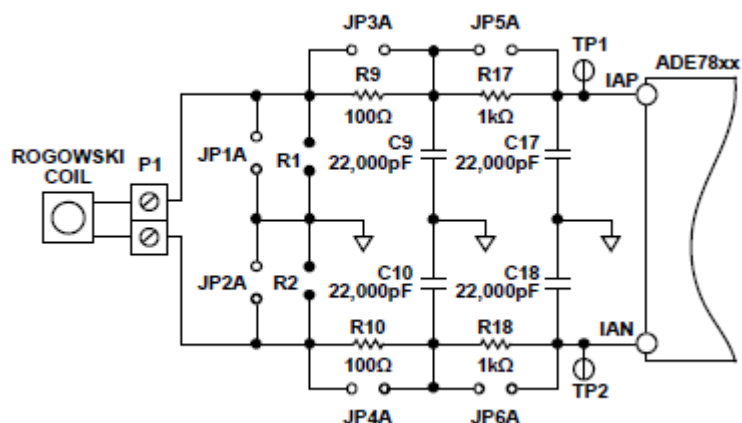 JP3A
JP5A
TP1
ADE78xx
R9
R17
IAP
100Ω
1kΩ
ROGOWSKI
COIL
P1
JP1A
R1
C9
22,000pF
C17
22,000pF
JP2A
R2
C10
22,000pF
C18
22,000pF
R10
R18
IAN
100Ω
1kΩ
TP2
JP4A
JP6A